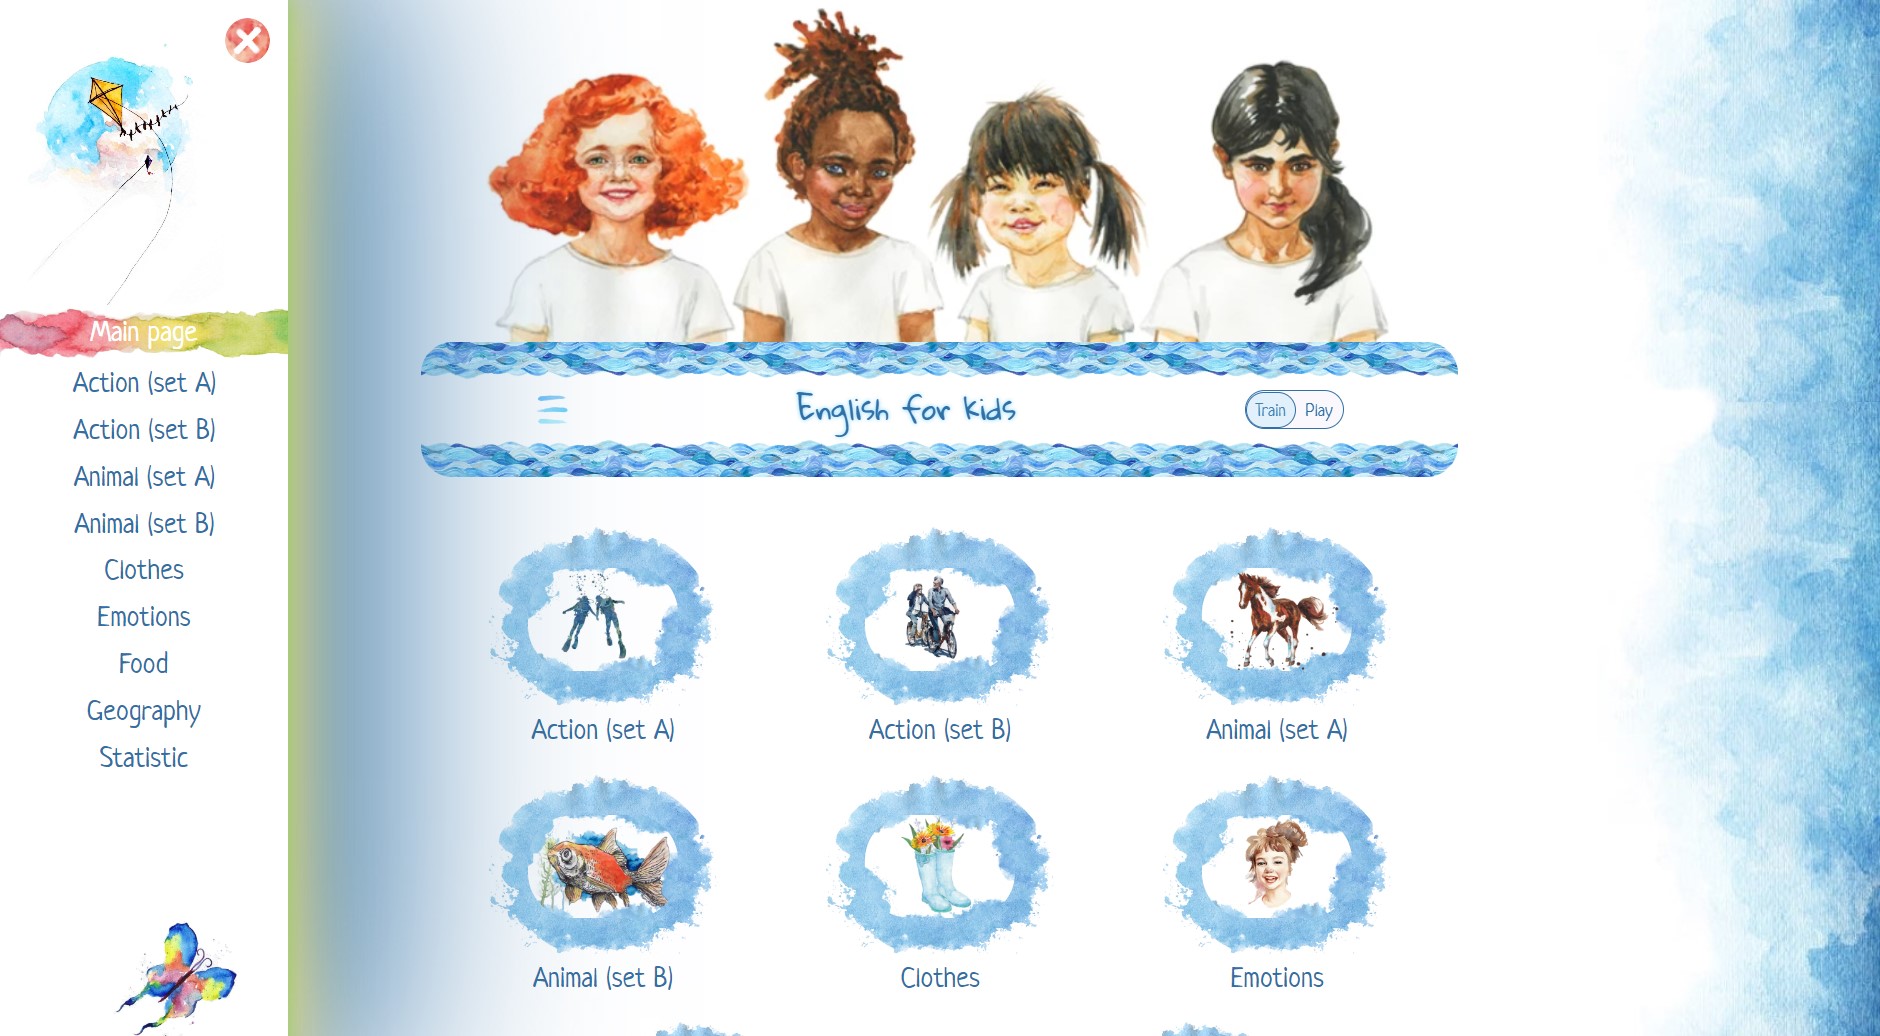 Main page
Action (set A)
Action (set B)
Animal (set A)
Animal (set B)
Clothes
Emotions
Food
Geography
Statistic
English for kids
Train Play
Action (set A)
Action (set B)
Animal (set A)
Animal (set B)
Clothes
Emotions